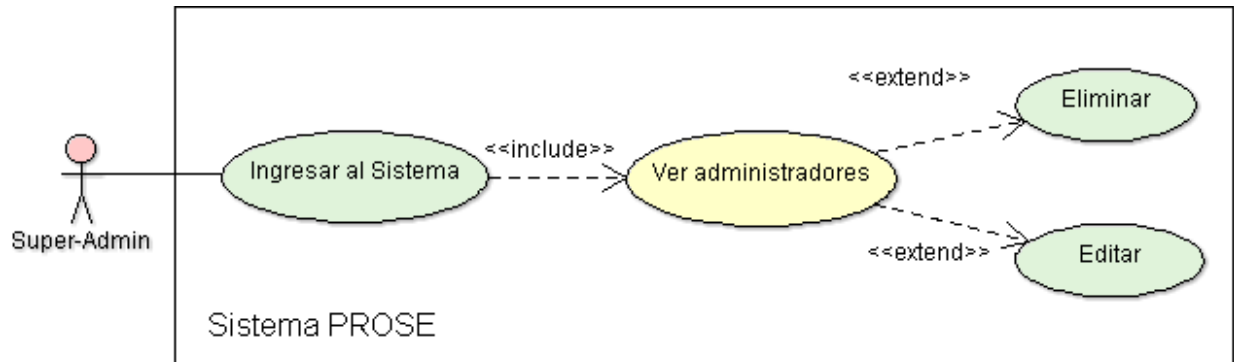 <<extend>>
Eliminar
Ingresar al Sistema
<<include>>
Ver administradores
Super-Admin
<<extend>>
Editar
Sistema PROSE